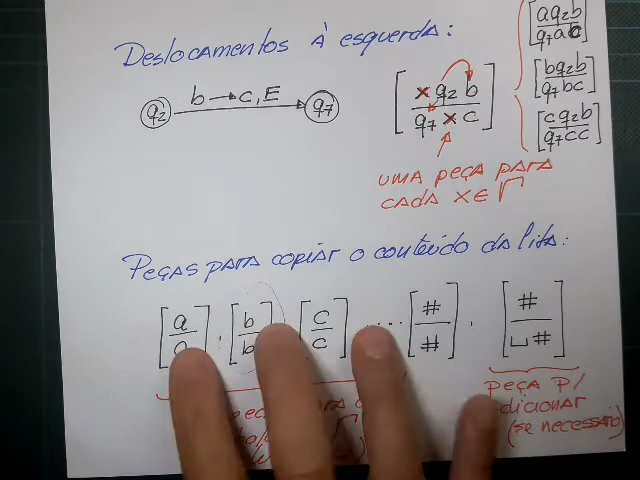 Deslocamentos à esquerda:
q2 b→c,E q7
[x q2 b / q7 x c]
[a q2 b / q7 a c]
[b q2 b / q7 b c]
[c q2 b / q7 c c]
uma peça para
cada x ∈ Γ
Peças para copiar o conteúdo da fita:
[a / a], [b / b], [c / c] ... [# / #], [# / ⊔#]
peça p/
(se necessário)